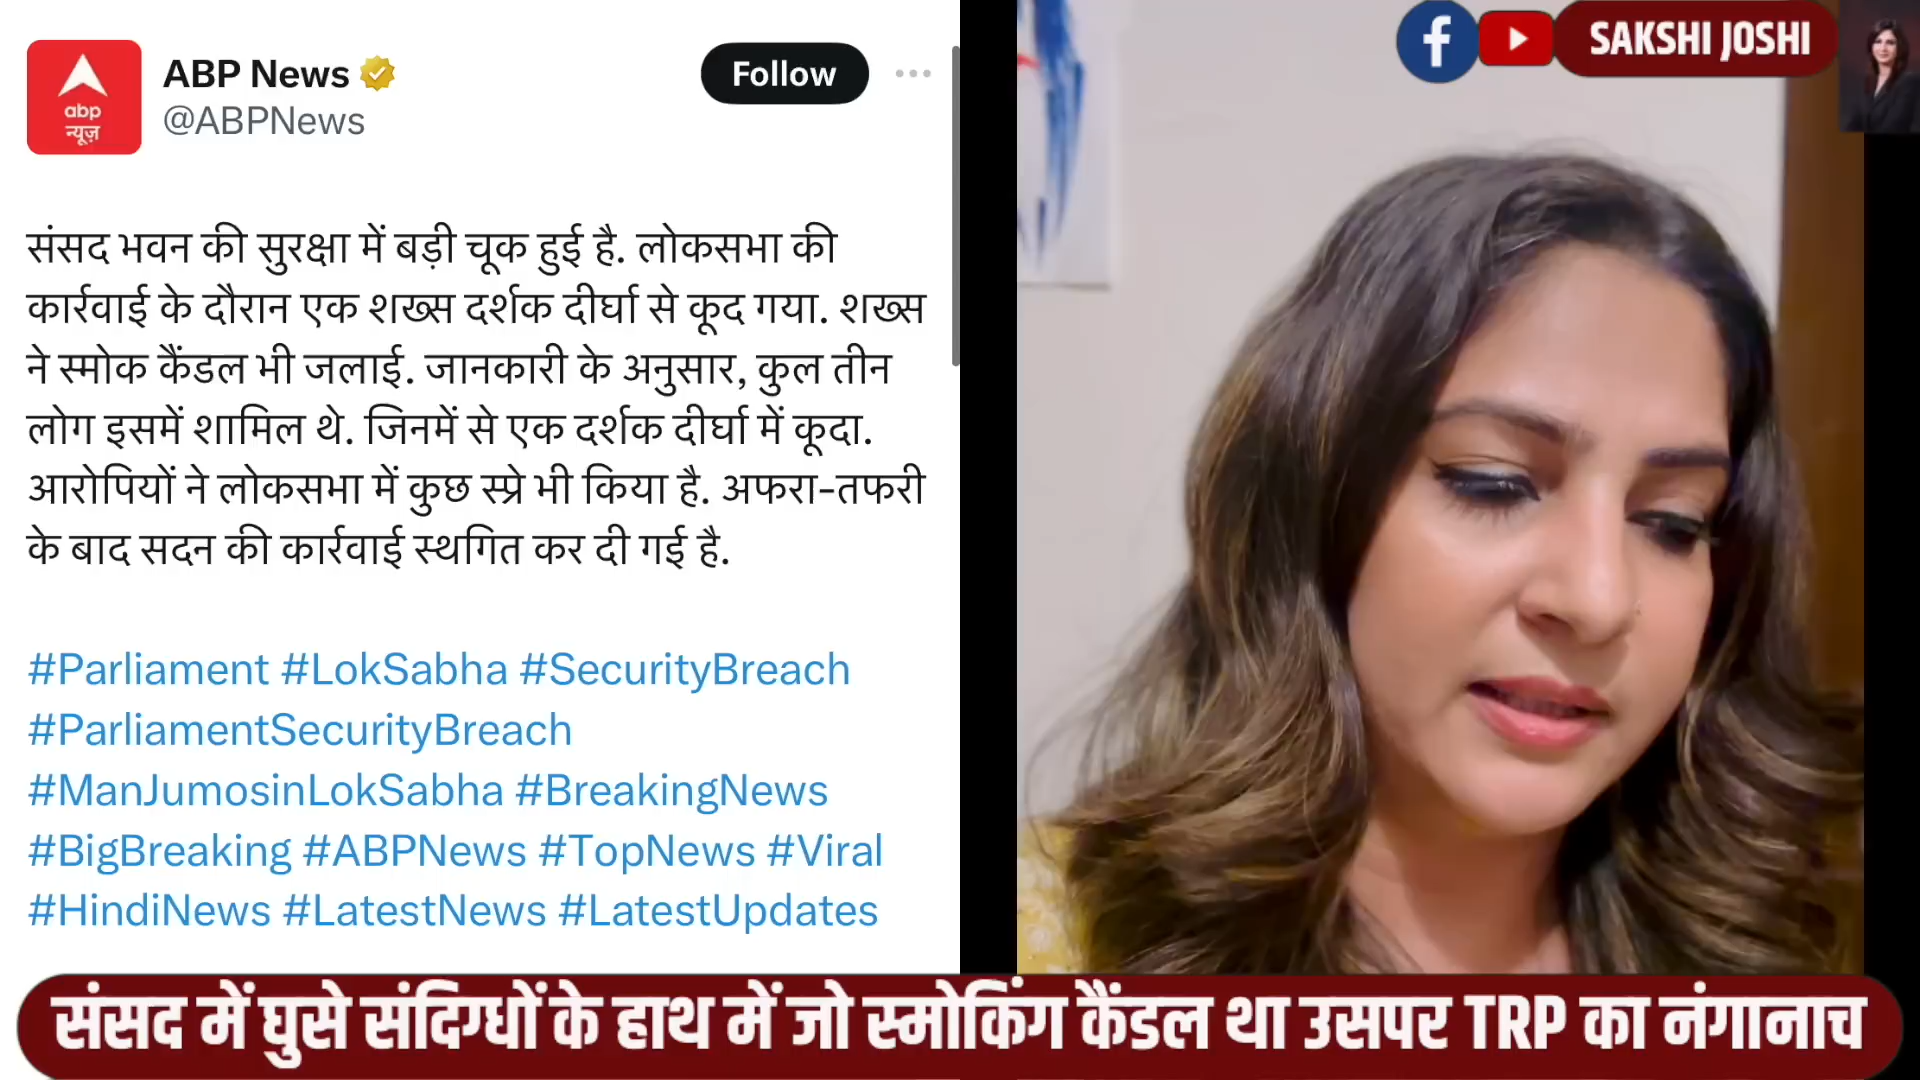 SAKSHI JOSHI
abp
न्यूज़
ABP News
@ABPNews
Follow
संसद भवन की सुरक्षा में बड़ी चूक हुई है. लोकसभा की
कार्रवाई के दौरान एक शख्स दर्शक दीर्घा से कूद गया. शख्स
ने स्मोक कैंडल भी जलाई. जानकारी के अनुसार, कुल तीन
लोग इसमें शामिल थे. जिनमें से एक दर्शक दीर्घा में कूदा.
आरोपियों ने लोकसभा में कुछ स्प्रे भी किया है. अफरा-तफरी
के बाद सदन की कार्रवाई स्थगित कर दी गई है.
#Parliament #LokSabha #SecurityBreach
#ParliamentSecurityBreach
#ManJumosinLokSabha #BreakingNews
#BigBreaking #ABPNews #TopNews #Viral
#HindiNews #LatestNews #LatestUpdates
संसद में घुसे संदिग्धों के हाथ में जो स्मोकिंग कैंडल था उसपर TRP का नंगानाच